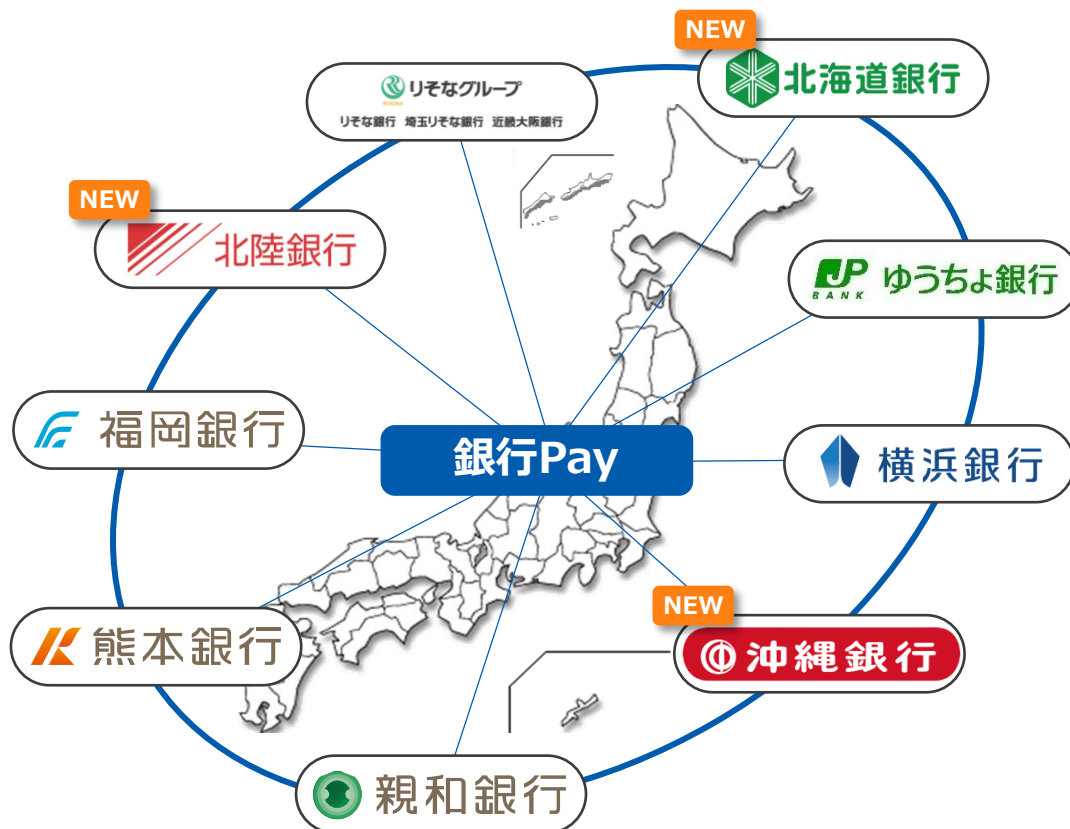 NEW
北海道銀行
りそなグループ
RESONA
りそな銀行 埼玉りそな銀行 近畿大阪銀行
NEW
北陸銀行
JP
BANK
ゆうちょ銀行
福岡銀行
銀行Pay
横浜銀行
NEW
沖縄銀行
熊本銀行
親和銀行